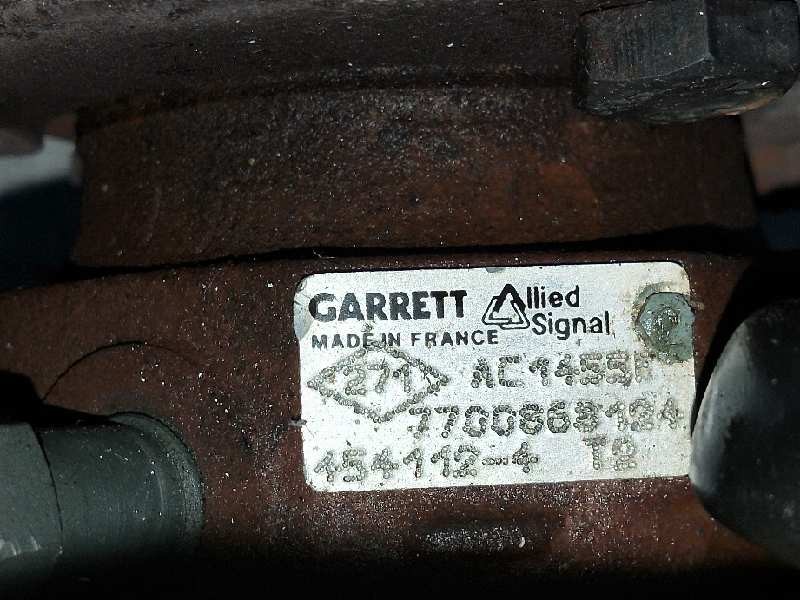 GARRETT Allied Signal
MADE IN FRANCE
271 AC1455F
7700868124
454112-4 T2